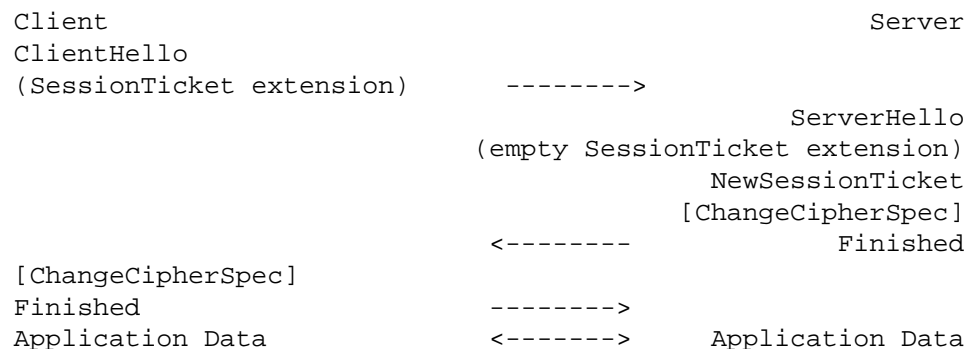 Client                                               Server
ClientHello
(SessionTicket extension)      -------->
                                                ServerHello
                            (empty SessionTicket extension)
                                           NewSessionTicket
                                         [ChangeCipherSpec]
                             <--------             Finished
[ChangeCipherSpec]
Finished                     -------->
Application Data             <------->     Application Data